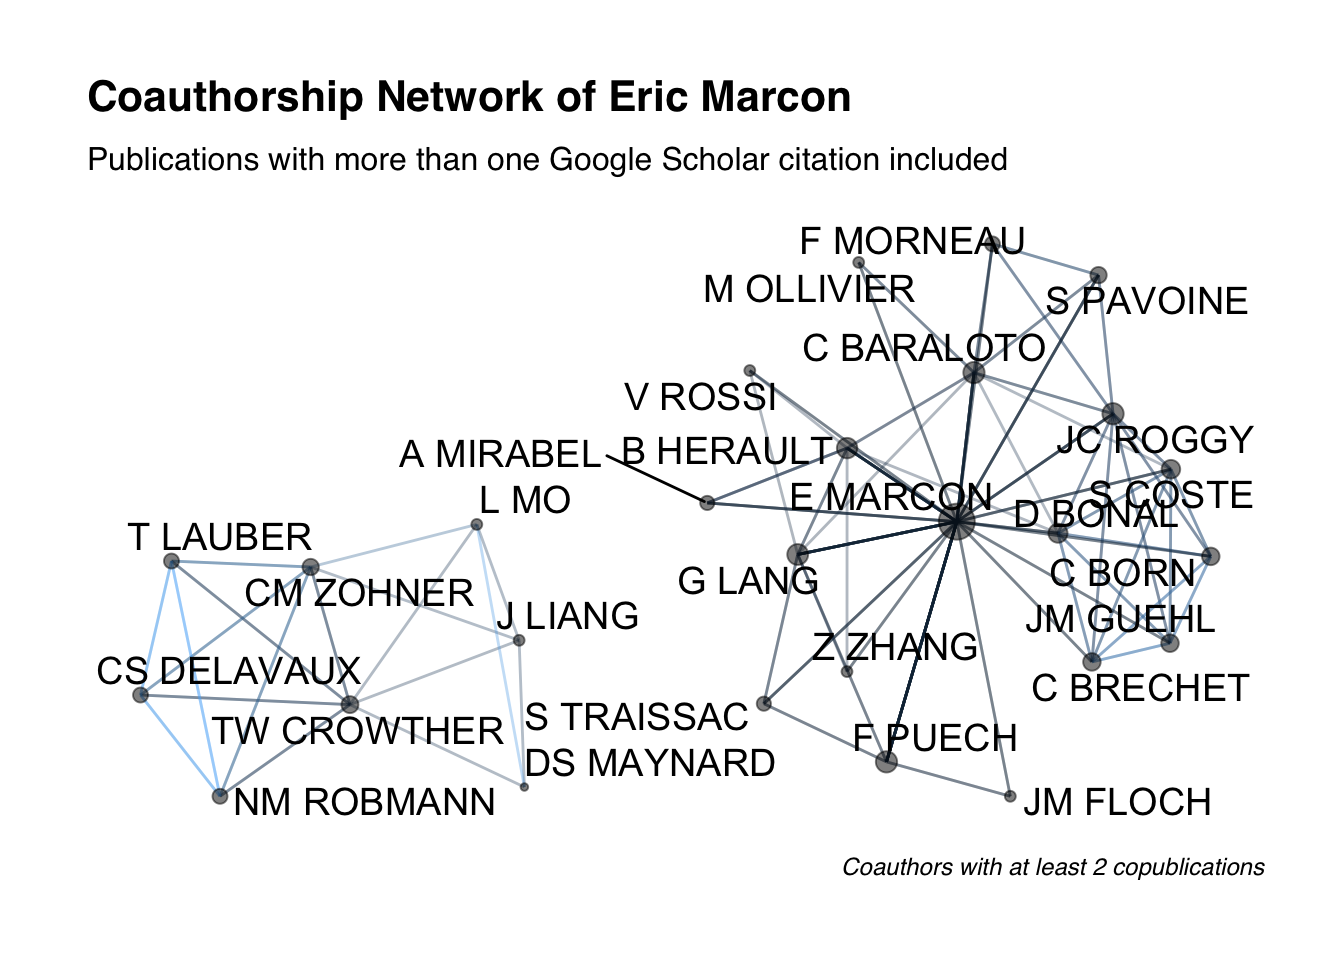 Coauthorship Network of Eric Marcon
Publications with more than one Google Scholar citation included
F MORNEAU
M OLLIVIER
S PAVOINE
C BARALOTO
V ROSSI
JC ROGGY
A MIRABEL
B HERAULT
L MO
E MARCON
S COSTE
D BONAL
T LAUBER
CM ZOHNER
G LANG
C BORN
J LIANG
JM GUEHL
Z ZHANG
CS DELAVAUX
C BRECHET
TW CROWTHER
S TRAISSAC
F PUECH
DS MAYNARD
NM ROBMANN
JM FLOCH
Coauthors with at least 2 copublications